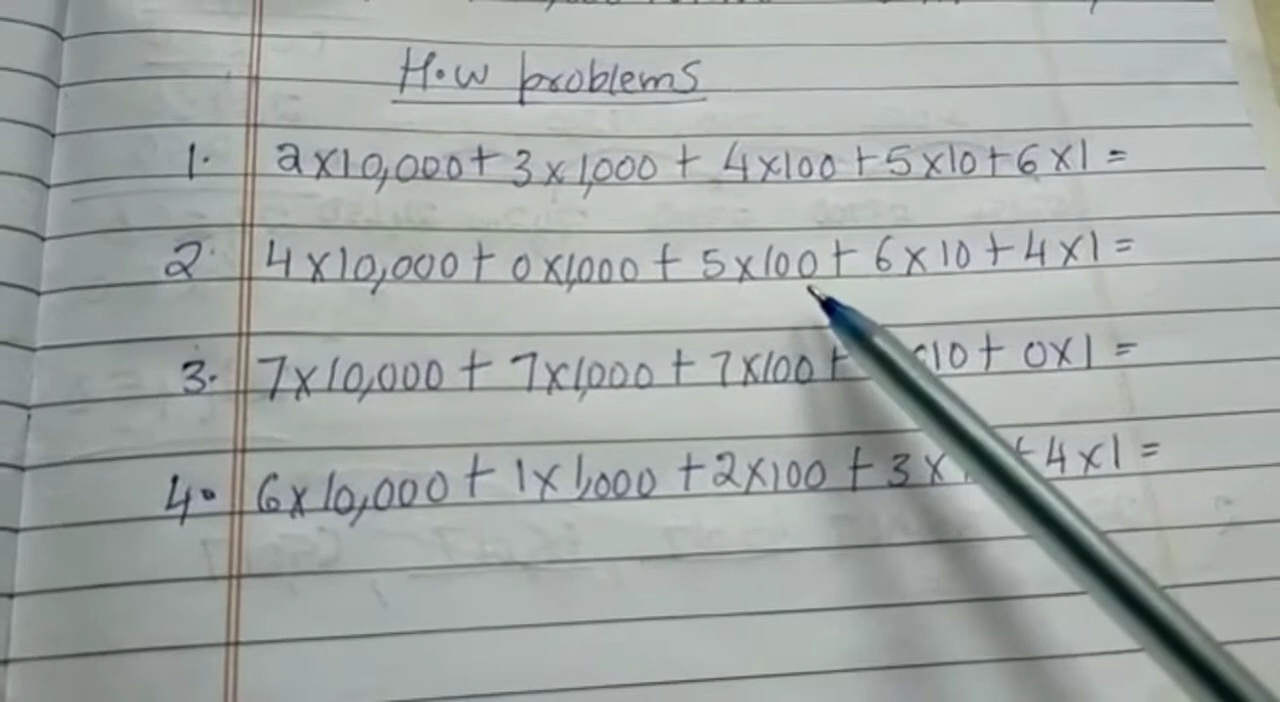 H.w problems
1. 2x10,000+ 3x1,000 + 4x100+5x10+6x1=
2. 4x10,000+ 0x1,000 + 5x100+ 6x10+4x1=
3. 7x10,000+ 7x1,000 + 7x100+ x10+ 0x1=
4. 6x10,000+1x1,000+2x100+3x +4x1=